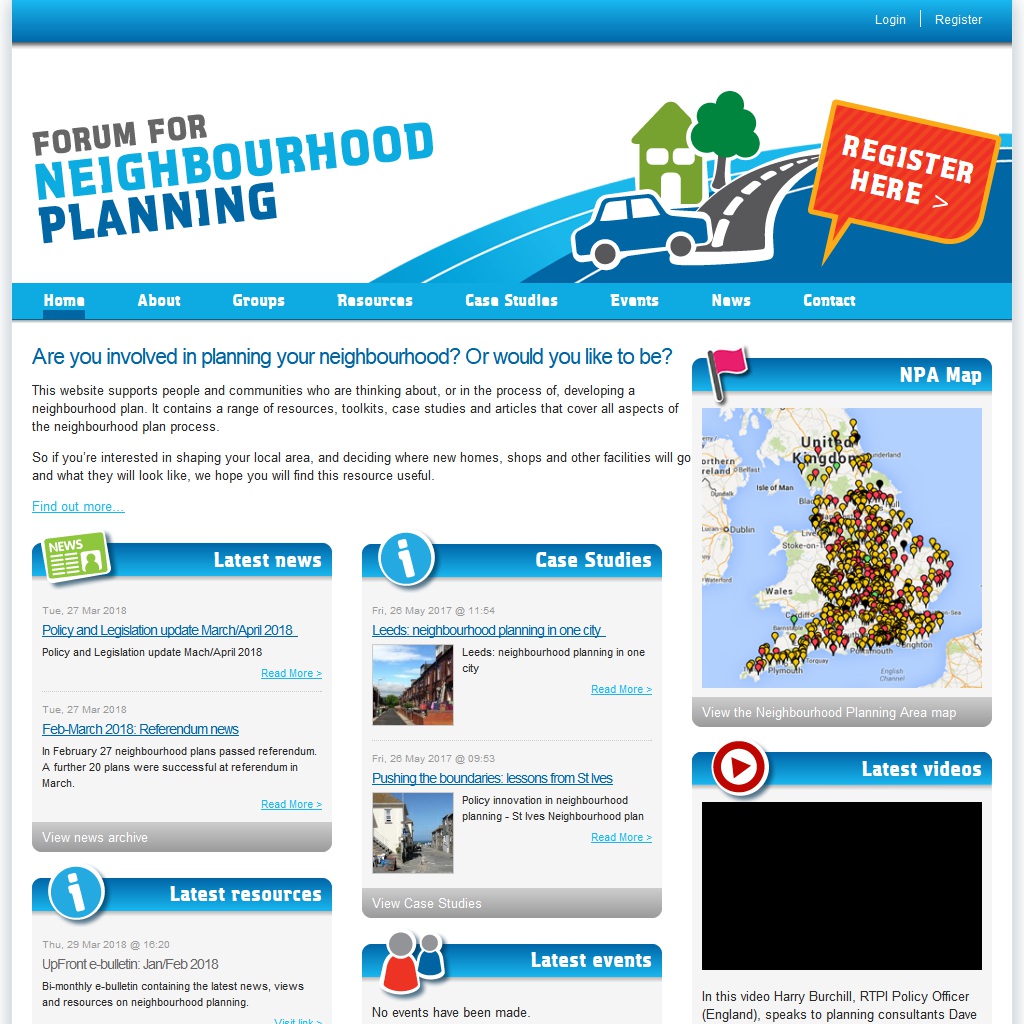 Login
Register
FORUM FOR
NEIGHBOURHOOD
PLANNING
REGISTER
HERE >
Home
About
Groups
Resources
Case Studies
Events
News
Contact
Are you involved in planning your neighbourhood? Or would you like to be?
This website supports people and communities who are thinking about, or in the process of, developing a
neighbourhood plan. It contains a range of resources, toolkits, case studies and articles that cover all aspects of
the neighbourhood plan process.
So if you're interested in shaping your local area, and deciding where new homes, shops and other facilities will go
and what they will look like, we hope you will find this resource useful.
Find out more...
NEWS
Latest news
Tue, 27 Mar 2018
Policy and Legislation update March/April 2018
Policy and Legislation update Mach/April 2018
Read More >
Tue, 27 Mar 2018
Feb-March 2018: Referendum news
In February 27 neighbourhood plans passed referendum.
A further 20 plans were successful at referendum in
March.
Read More >
View news archive
Latest resources
Thu, 29 Mar 2018 @ 16:20
UpFront e-bulletin: Jan/Feb 2018
Bi-monthly e-bulletin containing the latest news, views
and resources on neighbourhood planning.
Visit link >
Case Studies
Fri, 26 May 2017 @ 11:54
Leeds: neighbourhood planning in one city
Leeds: neighbourhood planning in one
city
Read More >
Fri, 26 May 2017 @ 09:53
Pushing the boundaries: lessons from St Ives
Policy innovation in neighbourhood
planning - St Ives Neighbourhood plan
Read More >
View Case Studies
Latest events
No events have been made.
NPA Map
United
Kingdom
Belfast
Isle of Man
Dundalk
Dublin
Stoke-on-
Waterford
Wales
Cardiff
Barnstaple
Torquay
Plymouth
Portsmouth
Brighton
English
Channel
View the Neighbourhood Planning Area map
Latest videos
In this video Harry Burchill, RTPI Policy Officer
(England), speaks to planning consultants Dave